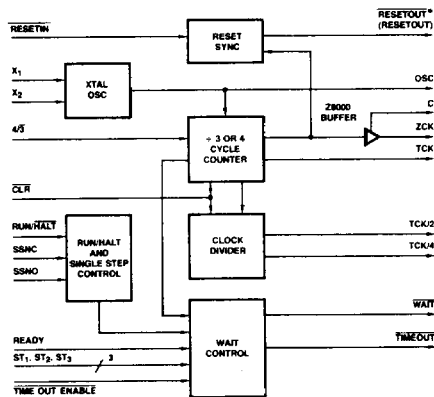 RESETIN
RESET
SYNC
RESETOUT*
(RESETOUT)
X1
X2
XTAL
OSC
OSC
Z8000
BUFFER
C
ZCK
4/3
÷ 3 OR 4
CYCLE
COUNTER
TCK
CLR
RUN/HALT
SSNC
SSNO
RUN/HALT
AND
SINGLE STEP
CONTROL
CLOCK
DIVIDER
TCK/2
TCK/4
WAIT
CONTROL
WAIT
TIMEOUT
READY
ST1, ST2, ST3
3
TIME OUT ENABLE